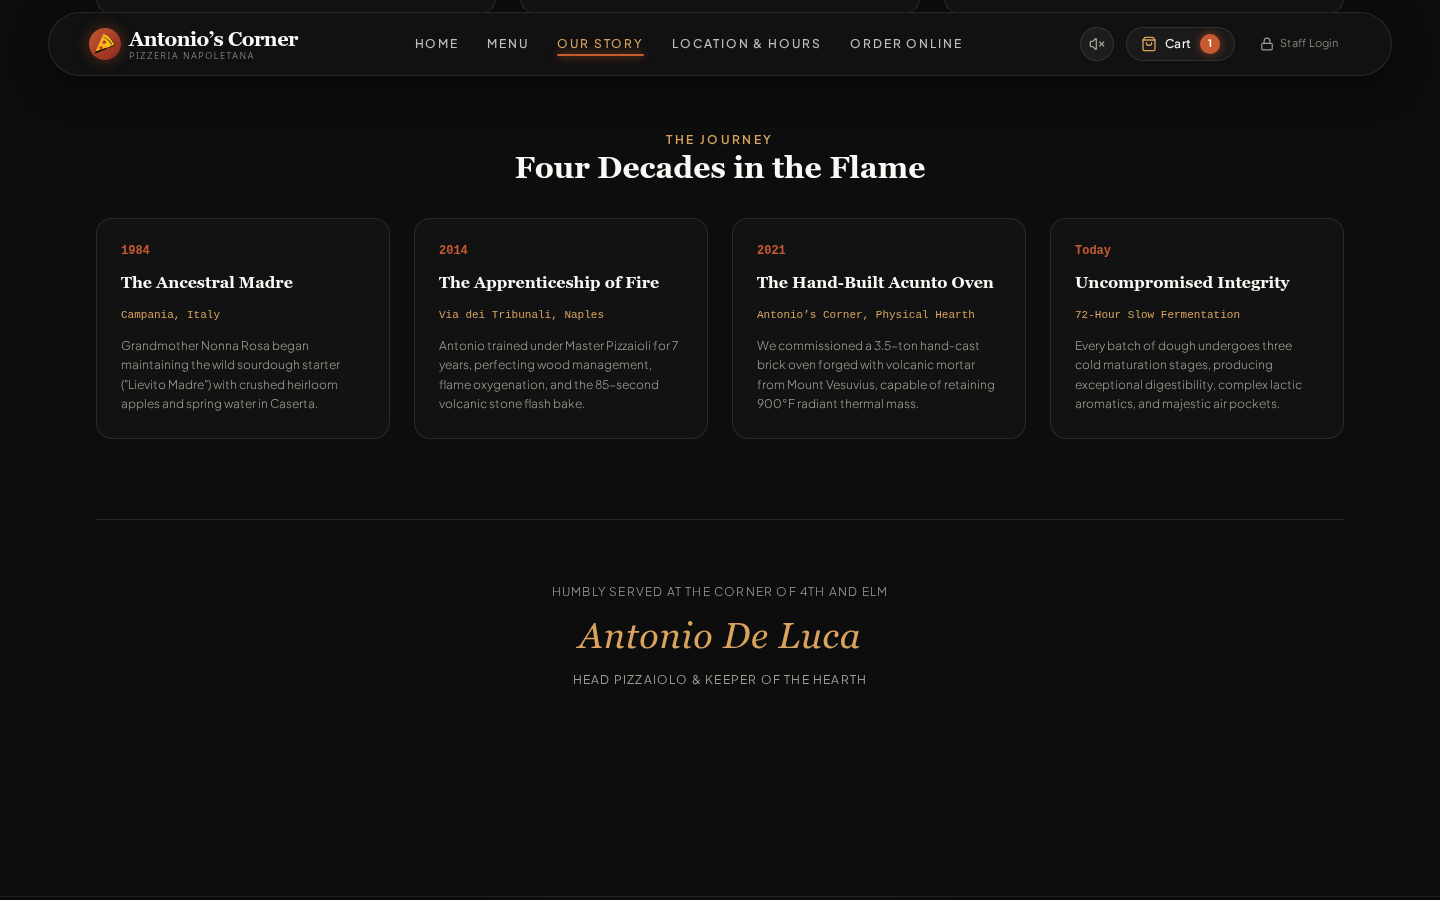 Antonio’s Corner
PIZZERIA NAPOLETANA
HOME
MENU
OUR STORY
LOCATION & HOURS
ORDER ONLINE
Cart
1
Staff Login
THE JOURNEY
Four Decades in the Flame
1984
The Ancestral Madre
Campania, Italy
Grandmother Nonna Rosa began
maintaining the wild sourdough starter
("Lievito Madre") with crushed heirloom
apples and spring water in Caserta.
2014
The Apprenticeship of Fire
Via dei Tribunali, Naples
Antonio trained under Master Pizzaioli for 7
years, perfecting wood management,
flame oxygenation, and the 85-second
volcanic stone flash bake.
2021
The Hand-Built Acunto Oven
Antonio’s Corner, Physical Hearth
We commissioned a 3.5-ton hand-cast
brick oven forged with volcanic mortar
from Mount Vesuvius, capable of retaining
900°F radiant thermal mass.
Today
Uncompromised Integrity
72-Hour Slow Fermentation
Every batch of dough undergoes three
cold maturation stages, producing
exceptional digestibility, complex lactic
aromatics, and majestic air pockets.
HUMBLY SERVED AT THE CORNER OF 4TH AND ELM
Antonio De Luca
HEAD PIZZAIOLO & KEEPER OF THE HEARTH